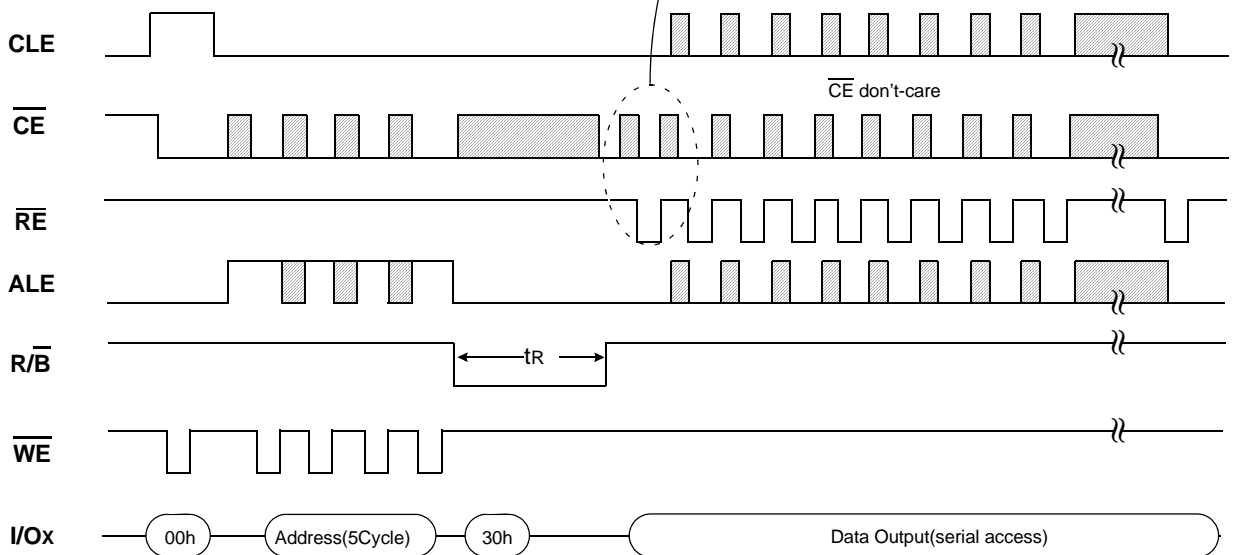 CLE
CE don't-care
CE
RE
ALE
R/B
tR
WE
I/Ox
00h
Address(5Cycle)
30h
Data Output(serial access)